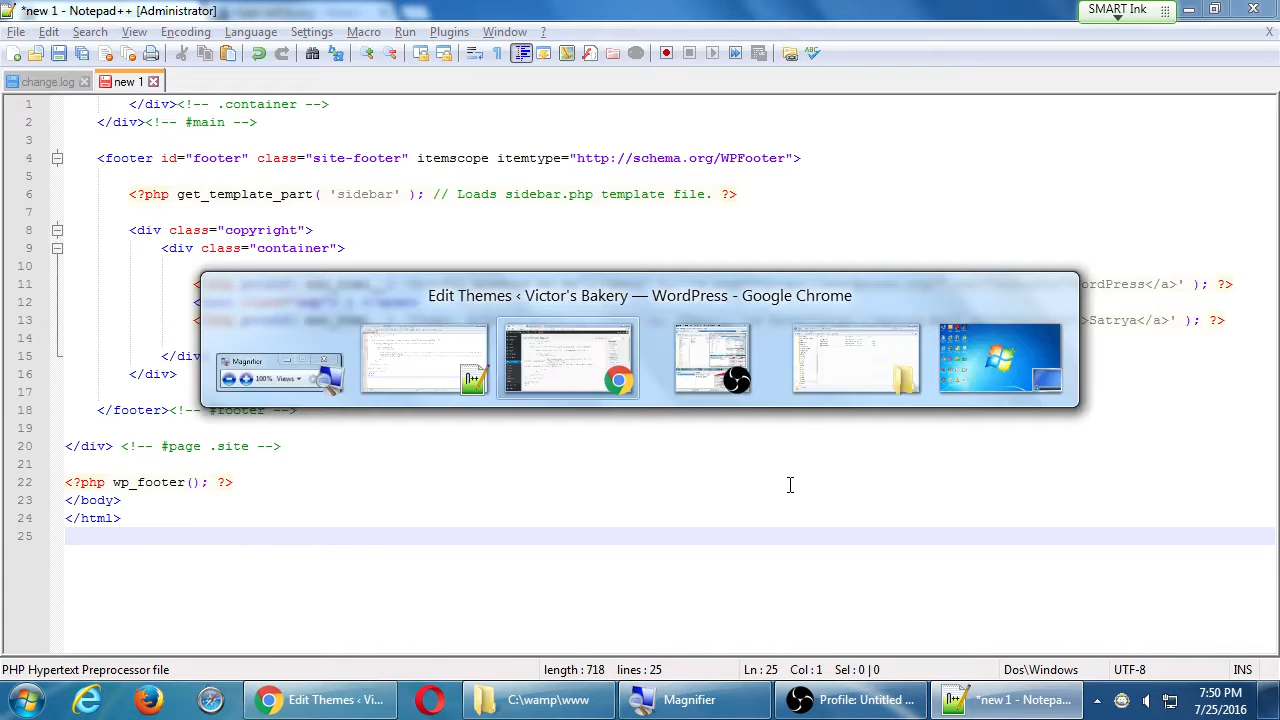 *new 1 - Notepad++ [Administrator]
SMART Ink
File Edit Search View Encoding Language Settings Macro Run Plugins Window ?
X
change.log
new 1
1 </div><!-- .container -->
2 </div><!-- #main -->
3
4 <footer id="footer" class="site-footer" itemscope itemtype="http://schema.org/WPFooter">
5
6 <?php get_template_part( 'sidebar' ); // Loads sidebar.php template file. ?>
7
8 <div class="copyright">
9 <div class="container">
10
11 WordPress</a>' ); ?>
12
13 Satrya</a>' ); ?>
14
15 </di
16 </div>
17
18 </footer><!-- #footer -->
19
20 </div> <!-- #page .site -->
21
22 <?php wp_footer(); ?>
23 </body>
24 </html>
25
Edit Themes ‹ Victor's Bakery — WordPress - Google Chrome
Magnifier
100% Views
PHP Hypertext Preprocessor file
length : 718 lines : 25
Ln : 25 Col : 1 Sel : 0 | 0
Dos\Windows
UTF-8
INS
Edit Themes ‹ Vi...
C:\wamp\www
Magnifier
Profile: Untitled ...
*new 1 - Notepa...
7:50 PM
7/25/2016